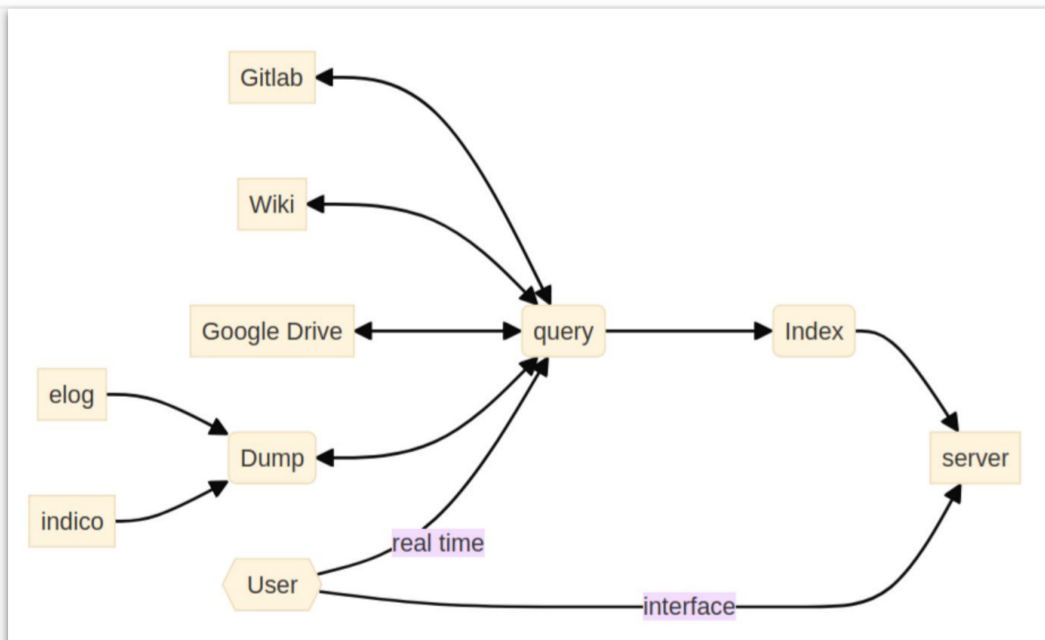 Gitlab
Wiki
Google Drive
query
Index
elog
Dump
server
indico
real time
User
interface